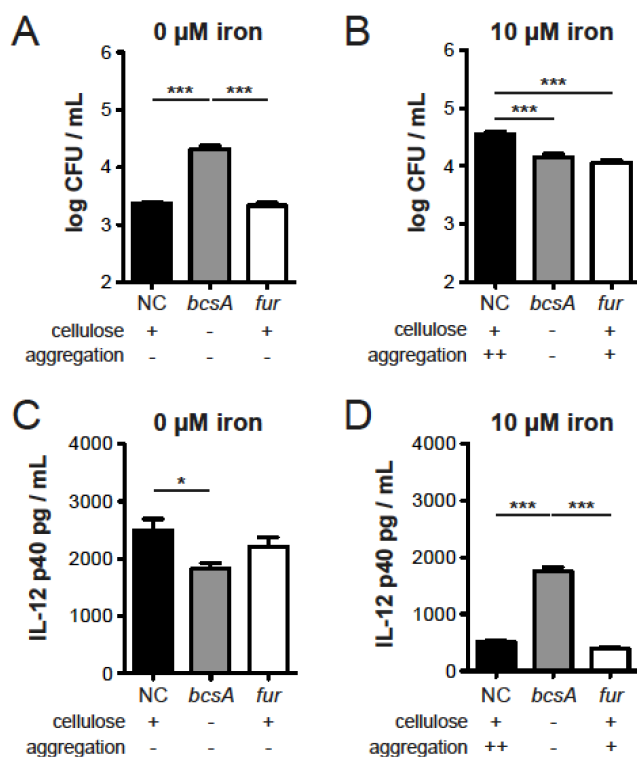 A
0 µM iron
log CFU / mL
6
5
4
3
2
*** ***
NC bcsA fur
cellulose + - +
aggregation - - -
B
10 µM iron
log CFU / mL
6
5
4
3
2
***
***
NC bcsA fur
cellulose + - +
aggregation ++ - +
C
0 µM iron
IL-12 p40 pg / mL
4000
3000
2000
1000
0
*
NC bcsA fur
cellulose + - +
aggregation - - -
D
10 µM iron
IL-12 p40 pg / mL
4000
3000
2000
1000
0
*** ***
NC bcsA fur
cellulose + - +
aggregation ++ - +